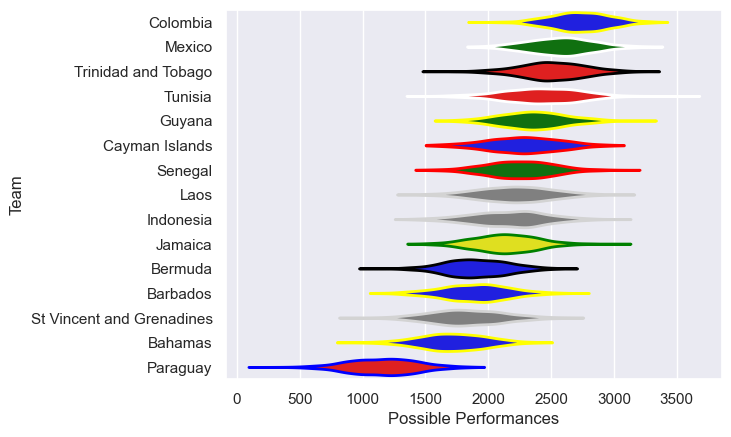 Colombia
Mexico
Trinidad and Tobago
Tunisia
Guyana
Cayman Islands
Senegal
Laos
Indonesia
Jamaica
Bermuda
Barbados
St Vincent and Grenadines
Bahamas
Paraguay
Team
0 500 1000 1500 2000 2500 3000 3500
Possible Performances